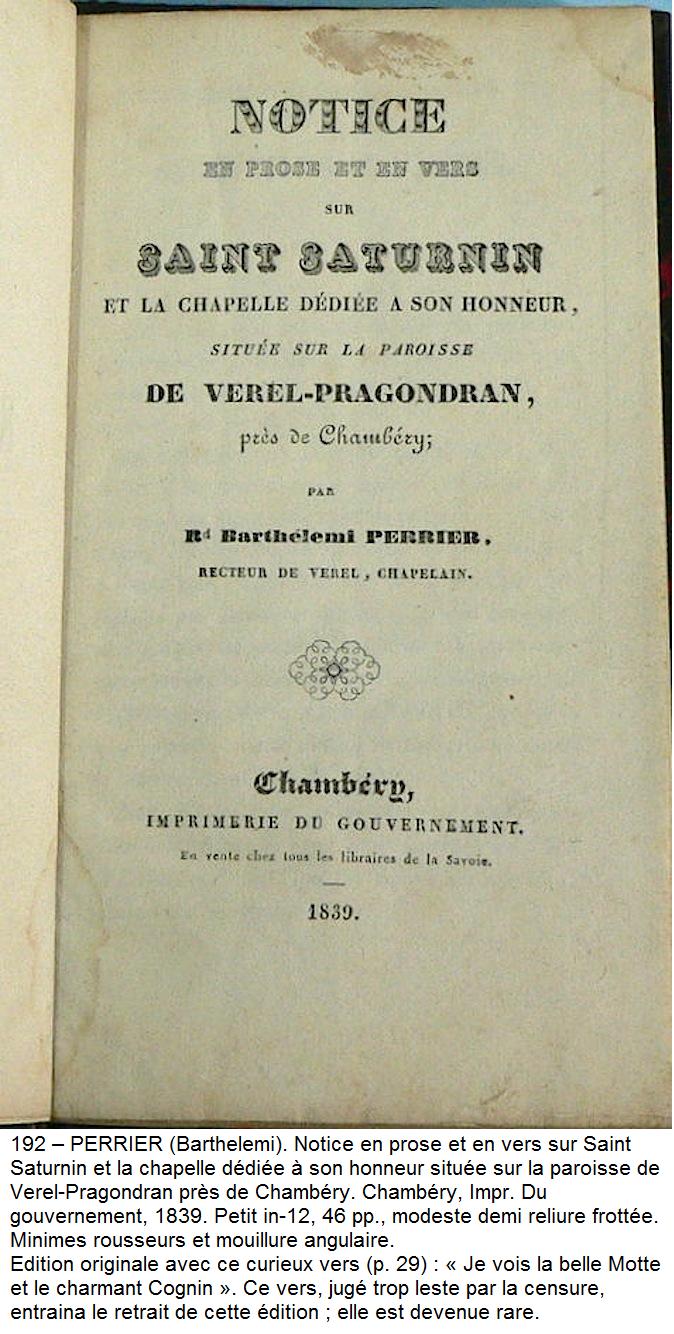 NOTICE
EN PROSE ET EN VERS
SUR
SAINT SATURNIN
ET LA CHAPELLE DÉDIÉE A SON HONNEUR,
SITUÉE SUR LA PAROISSE
DE VEREL-PRAGONDRAN,
près de Chambéry;
PAR
Rd Barthélemi PERRIER,
RECTEUR DE VEREL, CHAPELAIN.
Chambéry,
IMPRIMERIE DU GOUVERNEMENT.
En vente chez tous les libraires de la Savoie.
1839.
192 – PERRIER (Barthelemi). Notice en prose et en vers sur Saint
Saturnin et la chapelle dédiée à son honneur située sur la paroisse de
Verel-Pragondran près de Chambéry. Chambéry, Impr. Du
gouvernement, 1839. Petit in-12, 46 pp., modeste demi reliure frottée.
Minimes rousseurs et mouillure angulaire.
Edition originale avec ce curieux vers (p. 29) : « Je vois la belle Motte
et le charmant Cognin ». Ce vers, jugé trop leste par la censure,
entraina le retrait de cette édition ; elle est devenue rare.